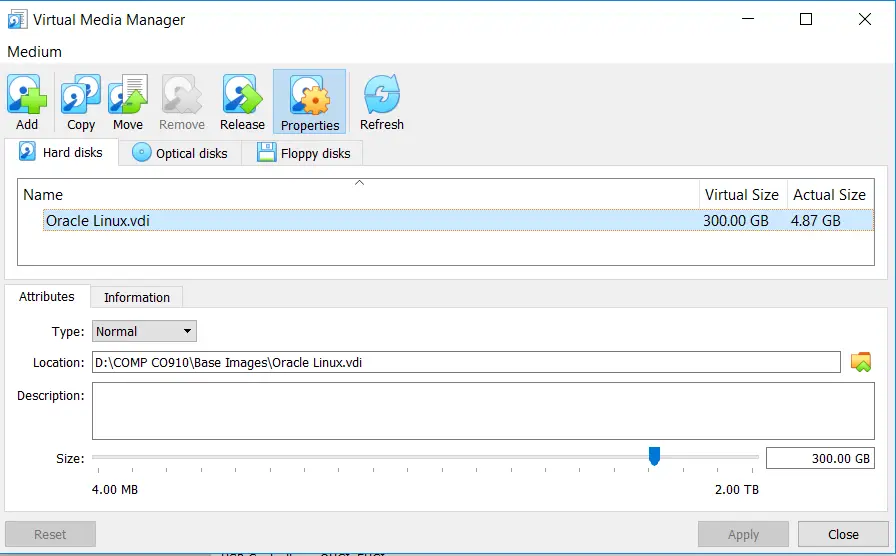 Virtual Media Manager
Medium
Add Copy Move Remove Release Properties Refresh
Hard disks Optical disks Floppy disks
Name Virtual Size Actual Size
Oracle Linux.vdi 300.00 GB 4.87 GB
Attributes Information
Type: Normal
Location: D:\COMP CO910\Base Images\Oracle Linux.vdi
Description:
Size: 300.00 GB
4.00 MB 2.00 TB
Reset Apply Close